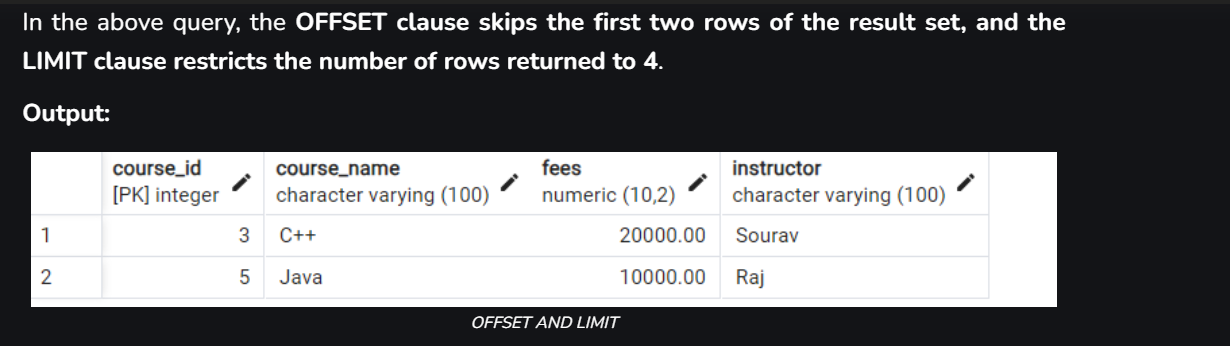 In the above query, the OFFSET clause skips the first two rows of the result set, and the
LIMIT clause restricts the number of rows returned to 4.
Output:
course_id course_name fees instructor
[PK] integer character varying (100) numeric (10,2) character varying (100)
1 3 C++ 20000.00 Sourav
2 5 Java 10000.00 Raj
OFFSET AND LIMIT